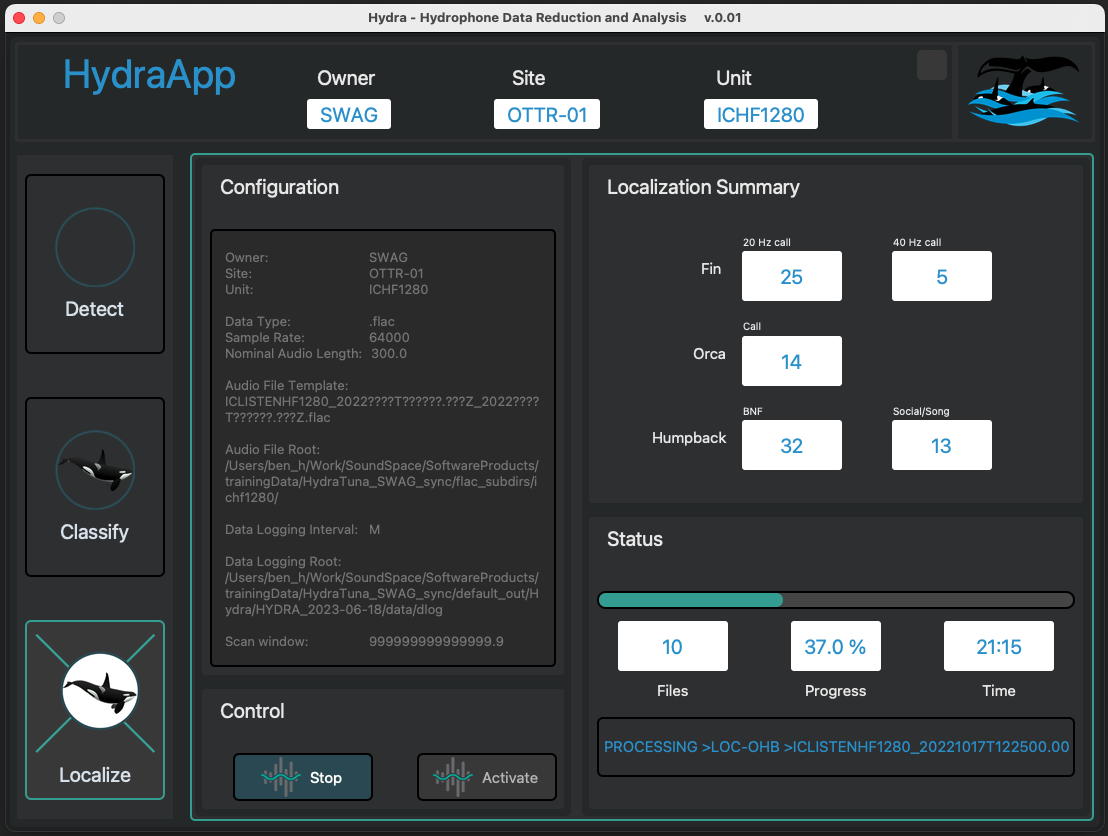 Hydra - Hydrophone Data Reduction and Analysis v.0.01
HydraApp
Owner
Site
Unit
SWAG
OTTR-01
ICHF1280
Detect
Classify
Localize
Configuration
Owner: SWAG
Site: OTTR-01
Unit: ICHF1280
Data Type: .flac
Sample Rate: 64000
Nominal Audio Length: 300.0
Audio File Template:
ICLISTENHF1280_2022????T??????.???Z_2022????
T??????.???Z.flac
Audio File Root:
/Users/ben_h/Work/SoundSpace/SoftwareProducts/
trainingData/HydraTuna_SWAG_sync/flac_subdirs/i
chf1280/
Data Logging Interval: M
Data Logging Root:
/Users/ben_h/Work/SoundSpace/SoftwareProducts/
trainingData/HydraTuna_SWAG_sync/default_out/H
ydra/HYDRA_2023-06-18/data/dlog
Scan window: 999999999999999.9
Control
Stop
Activate
Localization Summary
20 Hz call
40 Hz call
Fin
25
5
Call
Orca
14
BNF
Social/Song
Humpback
32
13
Status
10
37.0 %
21:15
Files
Progress
Time
PROCESSING >LOC-OHB >ICLISTENHF1280_20221017T122500.00